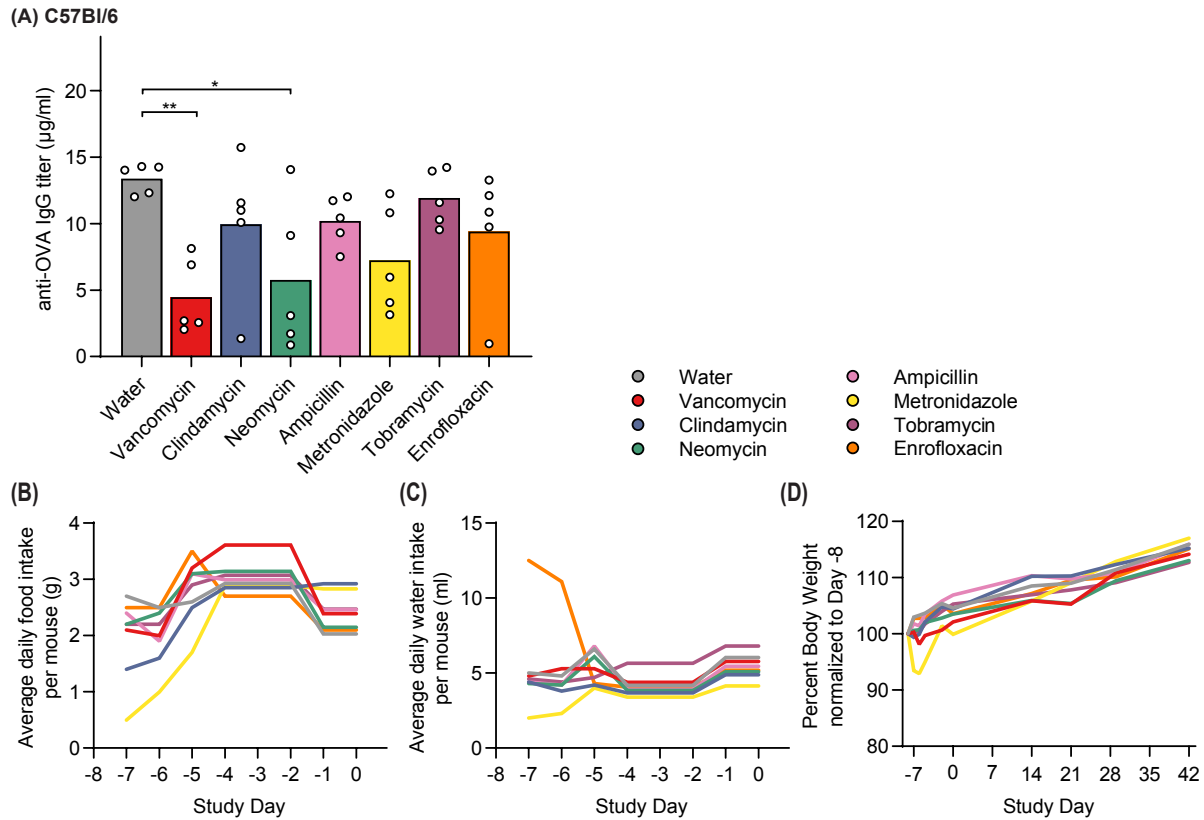 (A) C57Bl/6
anti-OVA IgG titer (µg/ml)
20
15
10
5
0
*
**
Water
Vancomycin
Clindamycin
Neomycin
Ampicillin
Metronidazole
Tobramycin
Enrofloxacin
Water
Vancomycin
Clindamycin
Neomycin
Ampicillin
Metronidazole
Tobramycin
Enrofloxacin
(B)
Average daily food intake
per mouse (g)
4
3
2
1
0
-8 -7 -6 -5 -4 -3 -2 -1 0
Study Day
(C)
Average daily water intake
per mouse (ml)
15
10
5
0
-8 -7 -6 -5 -4 -3 -2 -1 0
Study Day
(D)
Percent Body Weight
normalized to Day -8
120
110
100
90
80
-7 0 7 14 21 28 35 42
Study Day